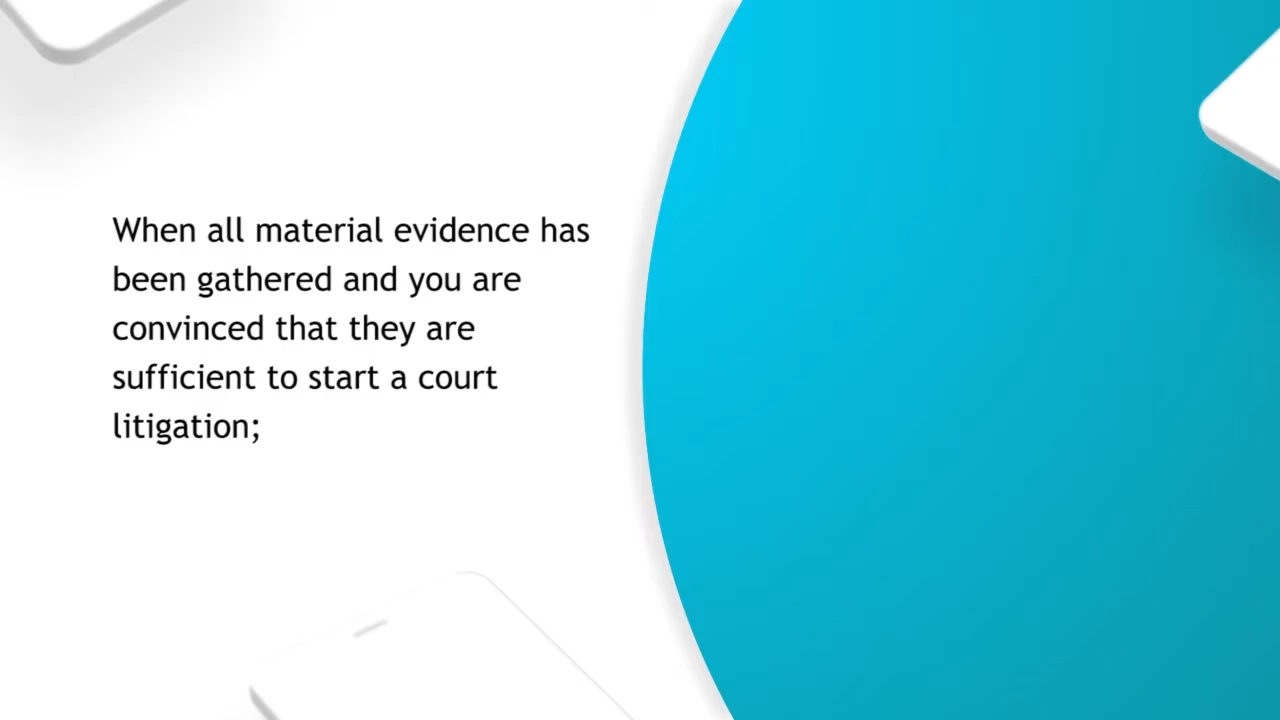 When all material evidence has
been gathered and you are
convinced that they are
sufficient to start a court
litigation;